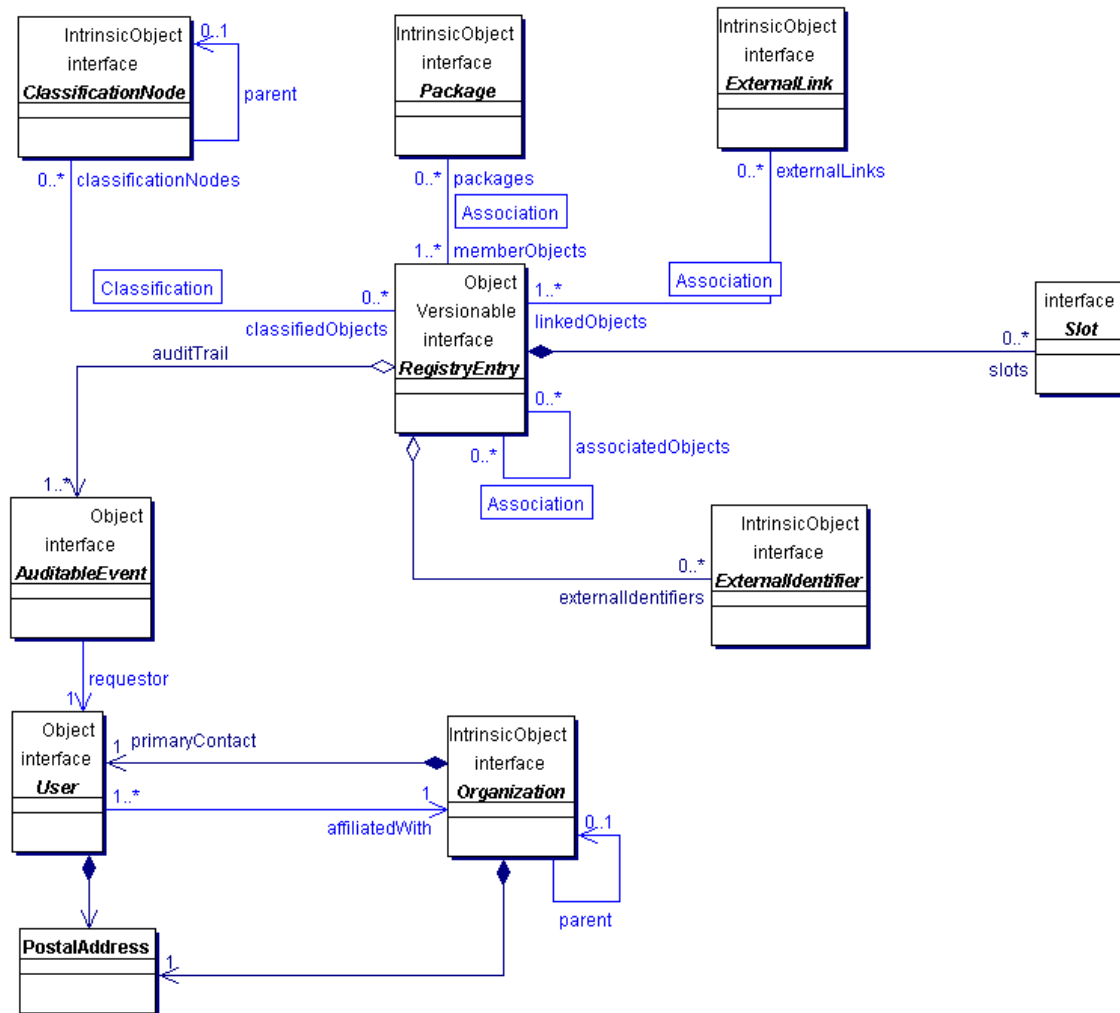 IntrinsicObject
interface
ClassificationNode
0..1
parent
0..*
classificationNodes
IntrinsicObject
interface
Package
0..*
packages
Association
1..*
memberObjects
IntrinsicObject
interface
ExternalLink
0..*
externalLinks
Association
1..*
linkedObjects
Classification
0..*
classifiedObjects
Object
Versionable
interface
RegistryEntry
interface
Slot
0..*
slots
auditTrail
1..*
0..*
associatedObjects
0..*
Association
Object
interface
AuditableEvent
IntrinsicObject
interface
ExternalIdentifier
0..*
externalIdentifiers
requestor
1
Object
interface
User
1
primaryContact
1..*
1
affiliatedWith
IntrinsicObject
interface
Organization
0..1
parent
PostalAddress
1